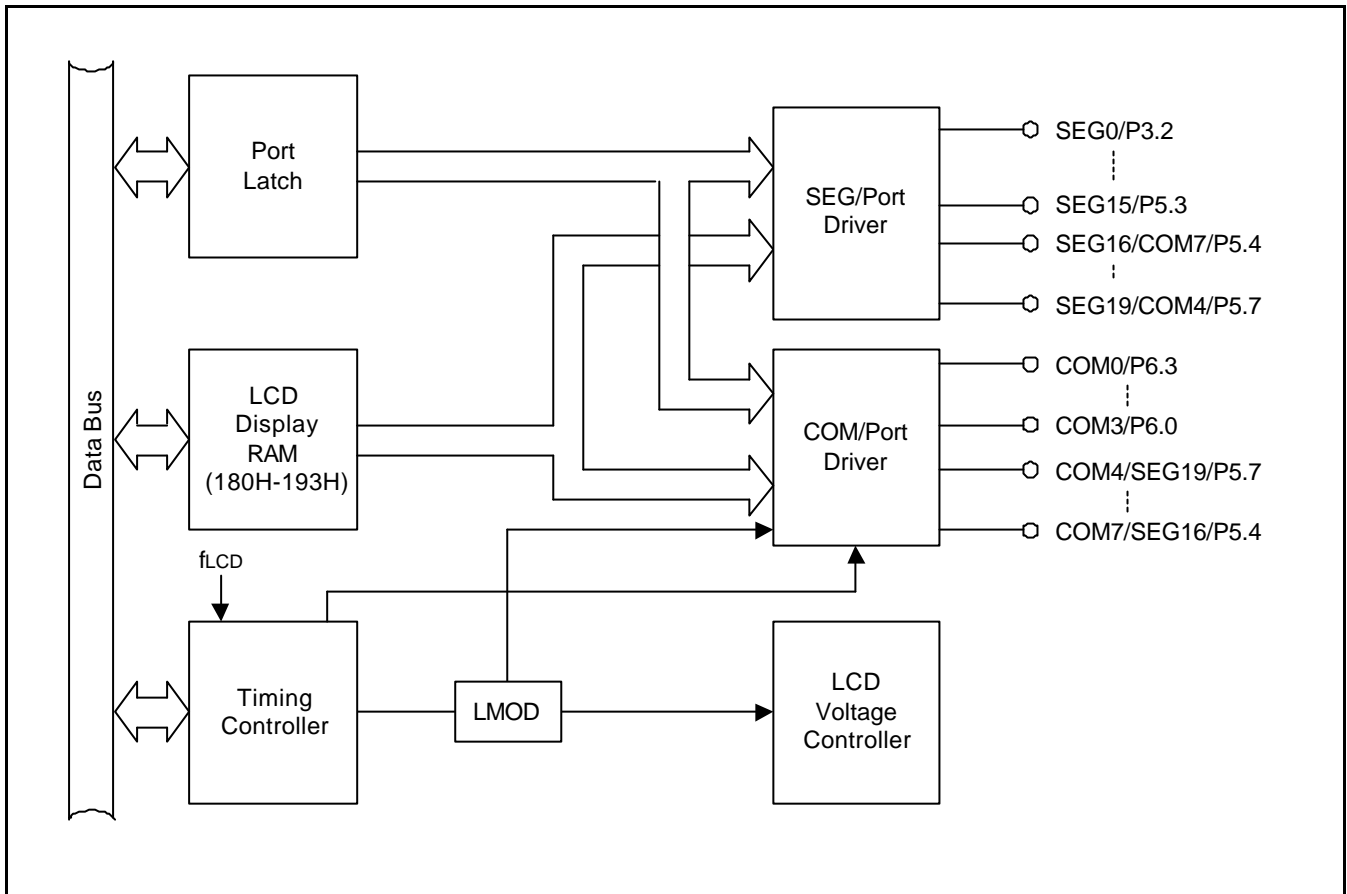 Data Bus
Port
Latch
LCD
Display
RAM
(180H-193H)
fLCD
Timing
Controller
LMOD
SEG/Port
Driver
COM/Port
Driver
LCD
Voltage
Controller
SEG0/P3.2
SEG15/P5.3
SEG16/COM7/P5.4
SEG19/COM4/P5.7
COM0/P6.3
COM3/P6.0
COM4/SEG19/P5.7
COM7/SEG16/P5.4